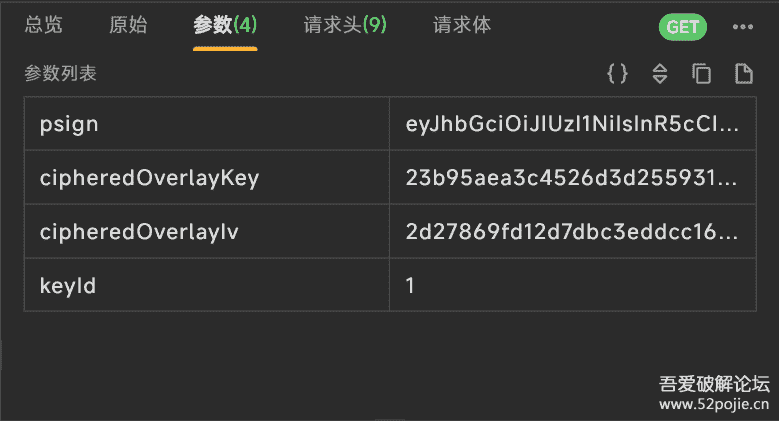 总览 原始 参数(4) 请求头(9) 请求体 GET
参数列表
psign eyJhbGciOiJIUzI1NiIsInR5cCI...
cipheredOverlayKey 23b95aea3c4526d3d255931...
cipheredOverlayIv 2d27869fd12d7dbc3eddcc16...
keyId 1
吾爱破解论坛
www.52pojie.cn